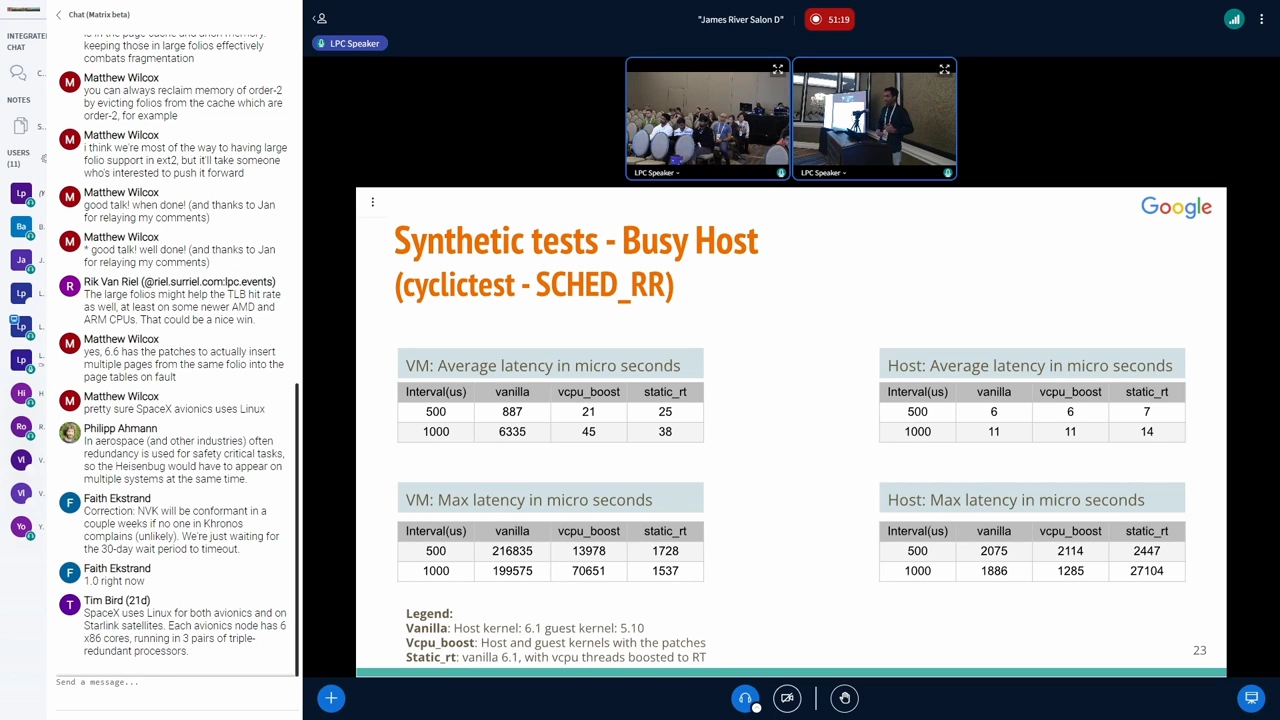 Chat (Matrix beta)
INTEGRATE
CHAT
C...
NOTES
S...
USERS
(11)
Lp
Ba
B.
Ja
J.
Lp
L.
Lp
L.
Lp
L.
Hi
H
Ro
R.
Vl
V.
Vl
V.
Yo
Y.
is in the page cache and anon memory.
keeping those in large folios effectively
combats fragmentation
M
Matthew Wilcox
you can always reclaim memory of order-2
by evicting folios from the cache which are
order-2, for example
M
Matthew Wilcox
i think we're most of the way to having large
folio support in ext2, but it'll take someone
who's interested to push it forward
M
Matthew Wilcox
good talk! when done! (and thanks to Jan
for relaying my comments)
M
Matthew Wilcox
* good talk! well done! (and thanks to Jan
for relaying my comments)
R
Rik Van Riel (@riel.surriel.com:lpc.events)
The large folios might help the TLB hit rate
as well, at least on some newer AMD and
ARM CPUs. That could be a nice win.
M
Matthew Wilcox
yes, 6.6 has the patches to actually insert
multiple pages from the same folio into the
page tables on fault
M
Matthew Wilcox
pretty sure SpaceX avionics uses Linux
Philipp Ahmann
In aerospace (and other industries) often
redundancy is used for safety critical tasks,
so the Heisenbug would have to appear on
multiple systems at the same time.
F
Faith Ekstrand
Correction: NVK will be conformant in a
couple weeks if no one in Khronos
complains (unlikely). We're just waiting for
the 30-day wait period to timeout.
F
Faith Ekstrand
1.0 right now
T
Tim Bird (21d)
SpaceX uses Linux for both avionics and on
Starlink satellites. Each avionics node has 6
x86 cores, running in 3 pairs of triple-
redundant processors.
Send a message...
"James River Salon D"
51:19
LPC Speaker
LPC Speaker
LPC Speaker
Google
Synthetic tests - Busy Host
(cyclictest - SCHED_RR)
VM: Average latency in micro seconds
Interval(us) vanilla vcpu_boost static_rt
500 887 21 25
1000 6335 45 38
Host: Average latency in micro seconds
Interval(us) vanilla vcpu_boost static_rt
500 6 6 7
1000 11 11 14
VM: Max latency in micro seconds
Interval(us) vanilla vcpu_boost static_rt
500 216835 13978 1728
1000 199575 70651 1537
Host: Max latency in micro seconds
Interval(us) vanilla vcpu_boost static_rt
500 2075 2114 2447
1000 1886 1285 27104
Legend:
Vanilla: Host kernel: 6.1 guest kernel: 5.10
Vcpu_boost: Host and guest kernels with the patches
Static_rt: vanilla 6.1, with vcpu threads boosted to RT
23